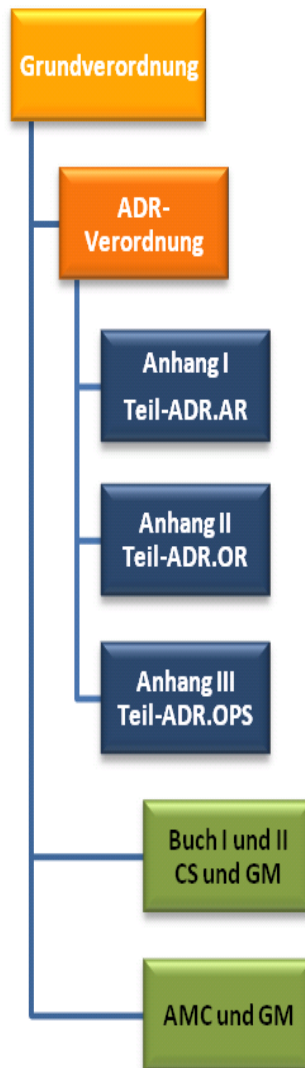 Grundverordnung
ADR-
Verordnung
Anhang I
Teil-ADR.AR
Anhang II
Teil-ADR.OR
Anhang III
Teil-ADR.OPS
Buch I und II
CS und GM
AMC und GM